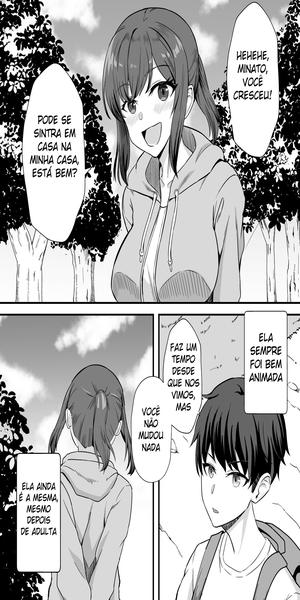 HEHEHE,
MINATO,
VOCÊ
CRESCEU!
PODE SE
SINTRA EM
CASA NA
MINHA CASA,
ESTÁ BEM?
ELA
SEMPRE
FOI BEM
ANIMADA
FAZ UM
TEMPO
DESDE
QUE NOS
VIMOS,
MAS
VOCÊ
NÃO
MUDOU
NADA
ELA AINDA
É A MESMA,
MESMO
DEPOIS
DE ADULTA